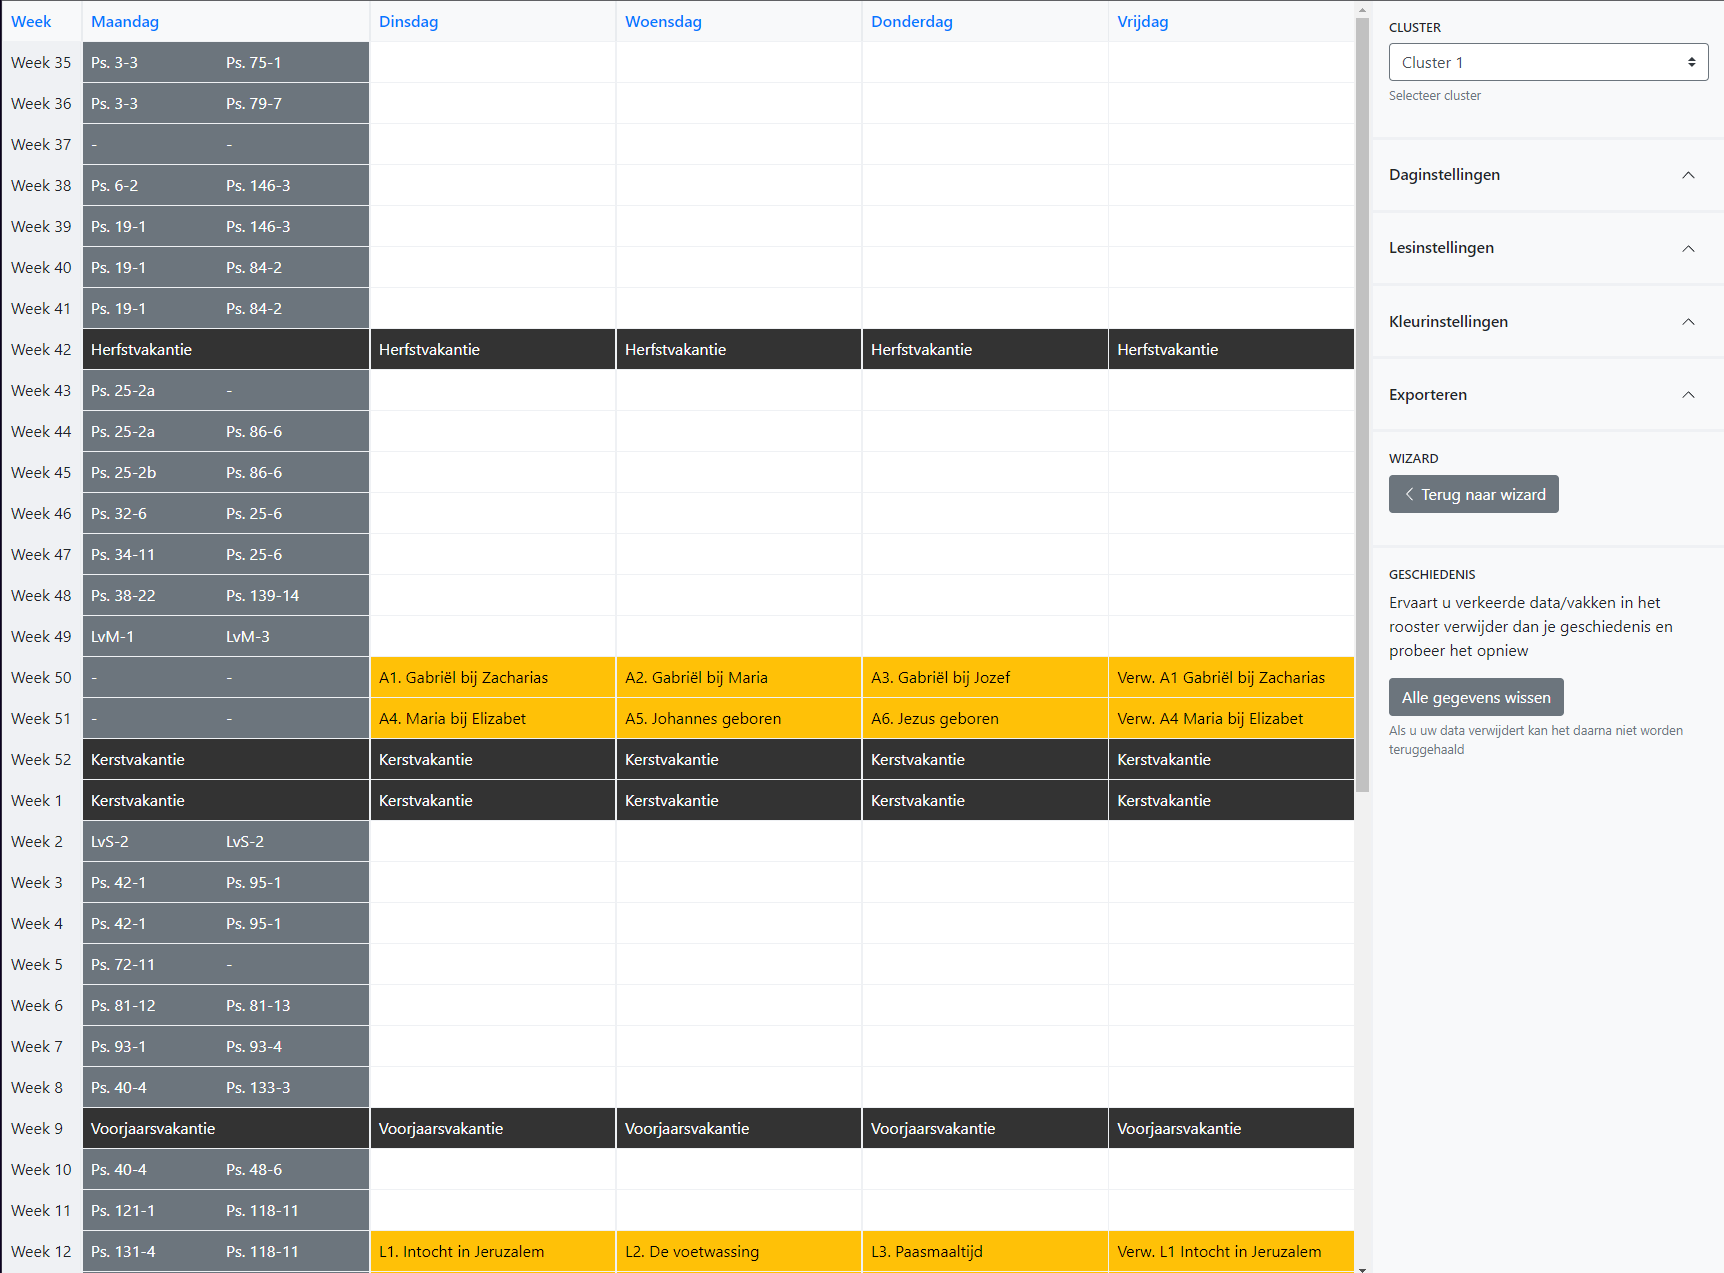 Week Maandag Dinsdag Woensdag Donderdag Vrijdag
Week 35 Ps. 3-3 Ps. 75-1
Week 36 Ps. 3-3 Ps. 79-7
Week 37 - -
Week 38 Ps. 6-2 Ps. 146-3
Week 39 Ps. 19-1 Ps. 146-3
Week 40 Ps. 19-1 Ps. 84-2
Week 41 Ps. 19-1 Ps. 84-2
Week 42 Herfstvakantie Herfstvakantie Herfstvakantie Herfstvakantie Herfstvakantie
Week 43 Ps. 25-2a -
Week 44 Ps. 25-2a Ps. 86-6
Week 45 Ps. 25-2b Ps. 86-6
Week 46 Ps. 32-6 Ps. 25-6
Week 47 Ps. 34-11 Ps. 25-6
Week 48 Ps. 38-22 Ps. 139-14
Week 49 LvM-1 LvM-3
Week 50 - - A1. Gabriël bij Zacharias A2. Gabriël bij Maria A3. Gabriël bij Jozef Verw. A1 Gabriël bij Zacharias
Week 51 - - A4. Maria bij Elizabet A5. Johannes geboren A6. Jezus geboren Verw. A4 Maria bij Elizabet
Week 52 Kerstvakantie Kerstvakantie Kerstvakantie Kerstvakantie Kerstvakantie
Week 1 Kerstvakantie Kerstvakantie Kerstvakantie Kerstvakantie Kerstvakantie
Week 2 LvS-2 LvS-2
Week 3 Ps. 42-1 Ps. 95-1
Week 4 Ps. 42-1 Ps. 95-1
Week 5 Ps. 72-11 -
Week 6 Ps. 81-12 Ps. 81-13
Week 7 Ps. 93-1 Ps. 93-4
Week 8 Ps. 40-4 Ps. 133-3
Week 9 Voorjaarsvakantie Voorjaarsvakantie Voorjaarsvakantie Voorjaarsvakantie Voorjaarsvakantie
Week 10 Ps. 40-4 Ps. 48-6
Week 11 Ps. 121-1 Ps. 118-11
Week 12 Ps. 131-4 Ps. 118-11 L1. Intocht in Jeruzalem L2. De voetwassing L3. Paasmaaltijd Verw. L1 Intocht in Jeruzalem
CLUSTER
Cluster 1
Selecteer cluster
Daginstellingen
Lesinstellingen
Kleurinstellingen
Exporteren
WIZARD
Terug naar wizard
GESCHIEDENIS
Ervaart u verkeerde data/vakken in het
rooster verwijder dan je geschiedenis en
probeer het opniew
Alle gegevens wissen
Als u uw data verwijdert kan het daarna niet worden
teruggehaald